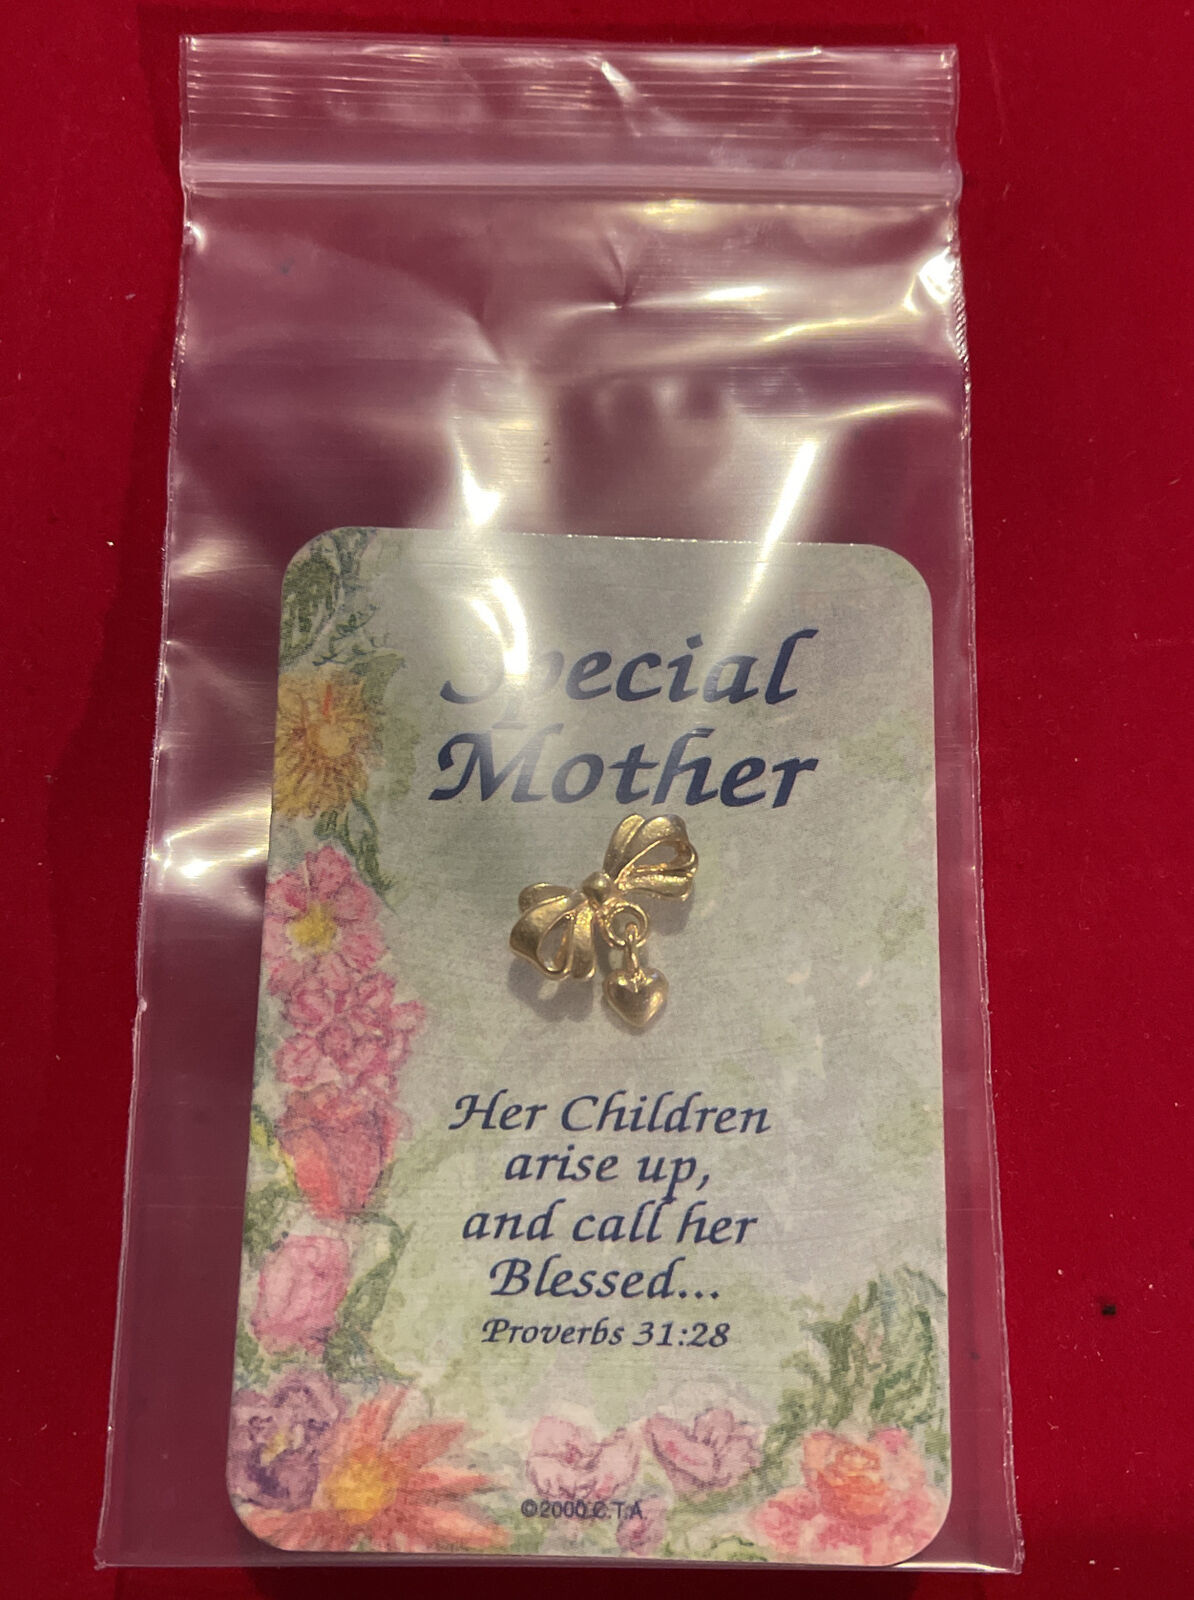 Special
Mother
Her Children
arise up,
and call her
Blessed...
Proverbs 31:28
©2000 C.T.A.